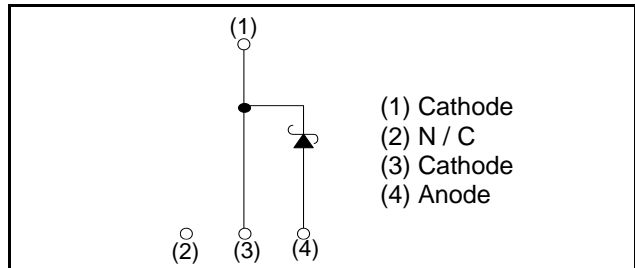 (1)
(1) Cathode
(2) N / C
(3) Cathode
(4) Anode
(2) (3) (4)